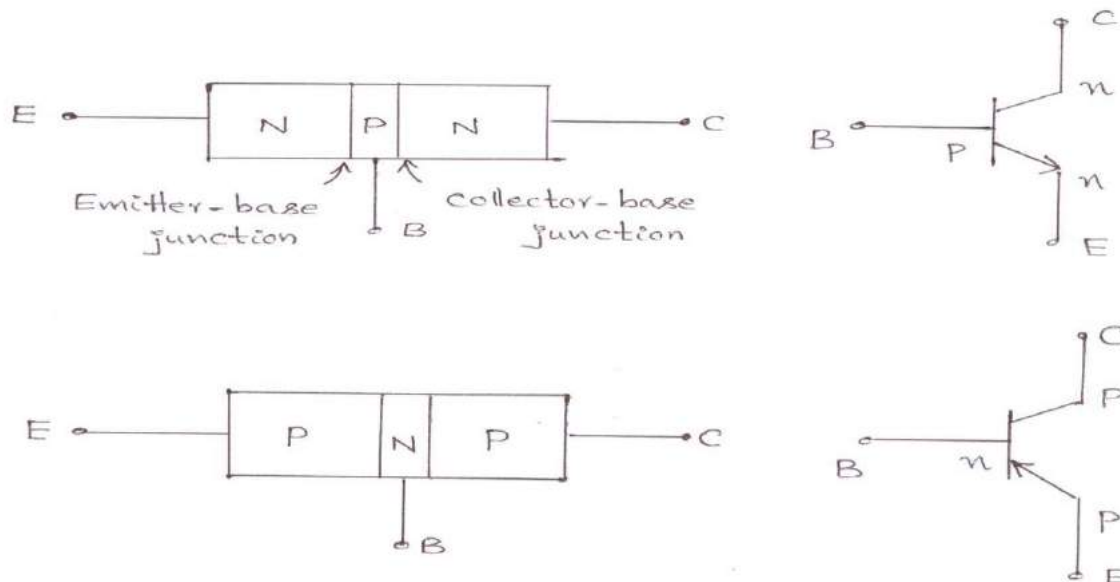 C
E N P N C n
B P
n
Emitter-base collector-base
junction B junction
E
C
E P N P C P
B n
B P
E